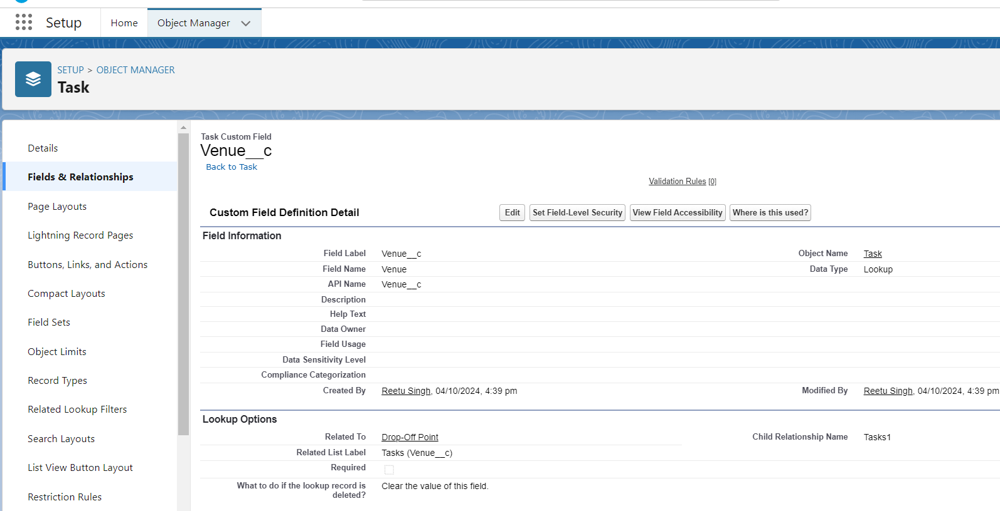 Setup
Home
Object Manager
SETUP > OBJECT MANAGER
Task
Details
Fields & Relationships
Page Layouts
Lightning Record Pages
Buttons, Links, and Actions
Compact Layouts
Field Sets
Object Limits
Record Types
Related Lookup Filters
Search Layouts
List View Button Layout
Restriction Rules
Task Custom Field
Venue__c
Back to Task
Validation Rules [0]
Custom Field Definition Detail
Edit
Set Field-Level Security
View Field Accessibility
Where is this used?
Field Information
Field Label Venue__c Object Name Task
Field Name Venue Data Type Lookup
API Name Venue__c
Description
Help Text
Data Owner
Field Usage
Data Sensitivity Level
Compliance Categorization
Created By Reetu Singh, 04/10/2024, 4:39 pm Modified By Reetu Singh, 04/10/2024, 4:39 pm
Lookup Options
Related To Drop-Off Point Child Relationship Name Tasks1
Related List Label Tasks (Venue__c)
Required
What to do if the lookup record is Clear the value of this field.
deleted?